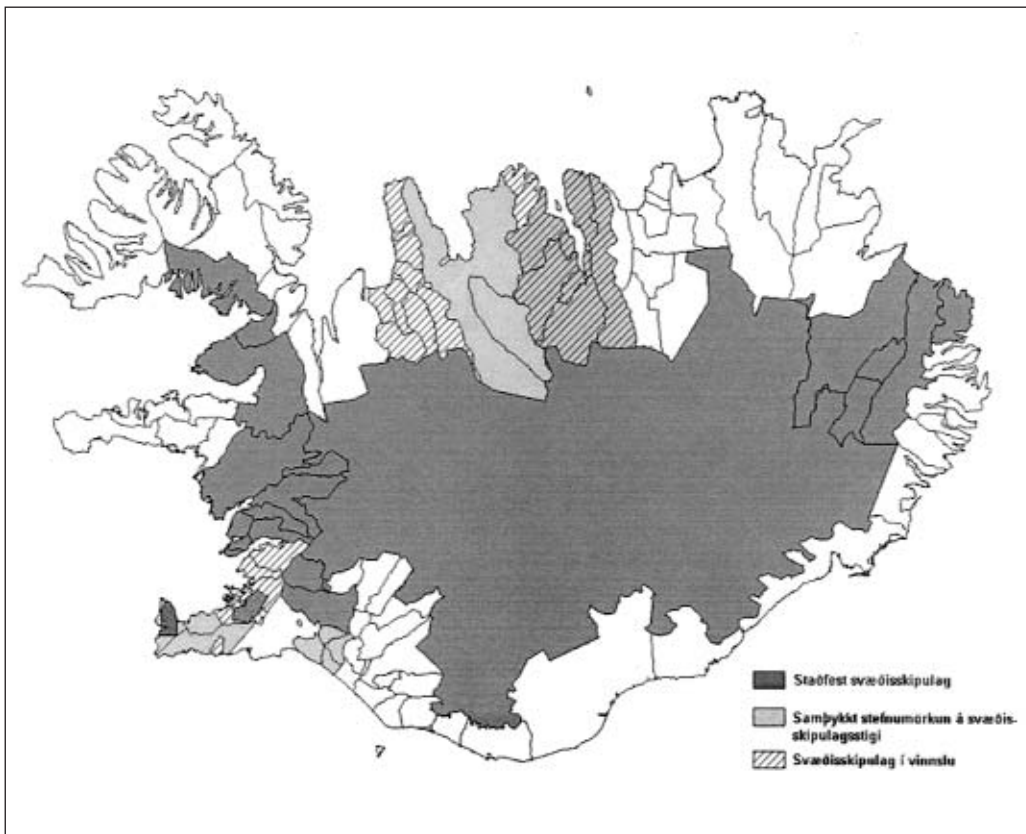 Staðfest svæðisskipulag
Samþykkt stefnumörkun á svæðis-
skipulagsstigi
Svæðisskipulag í vinnslu